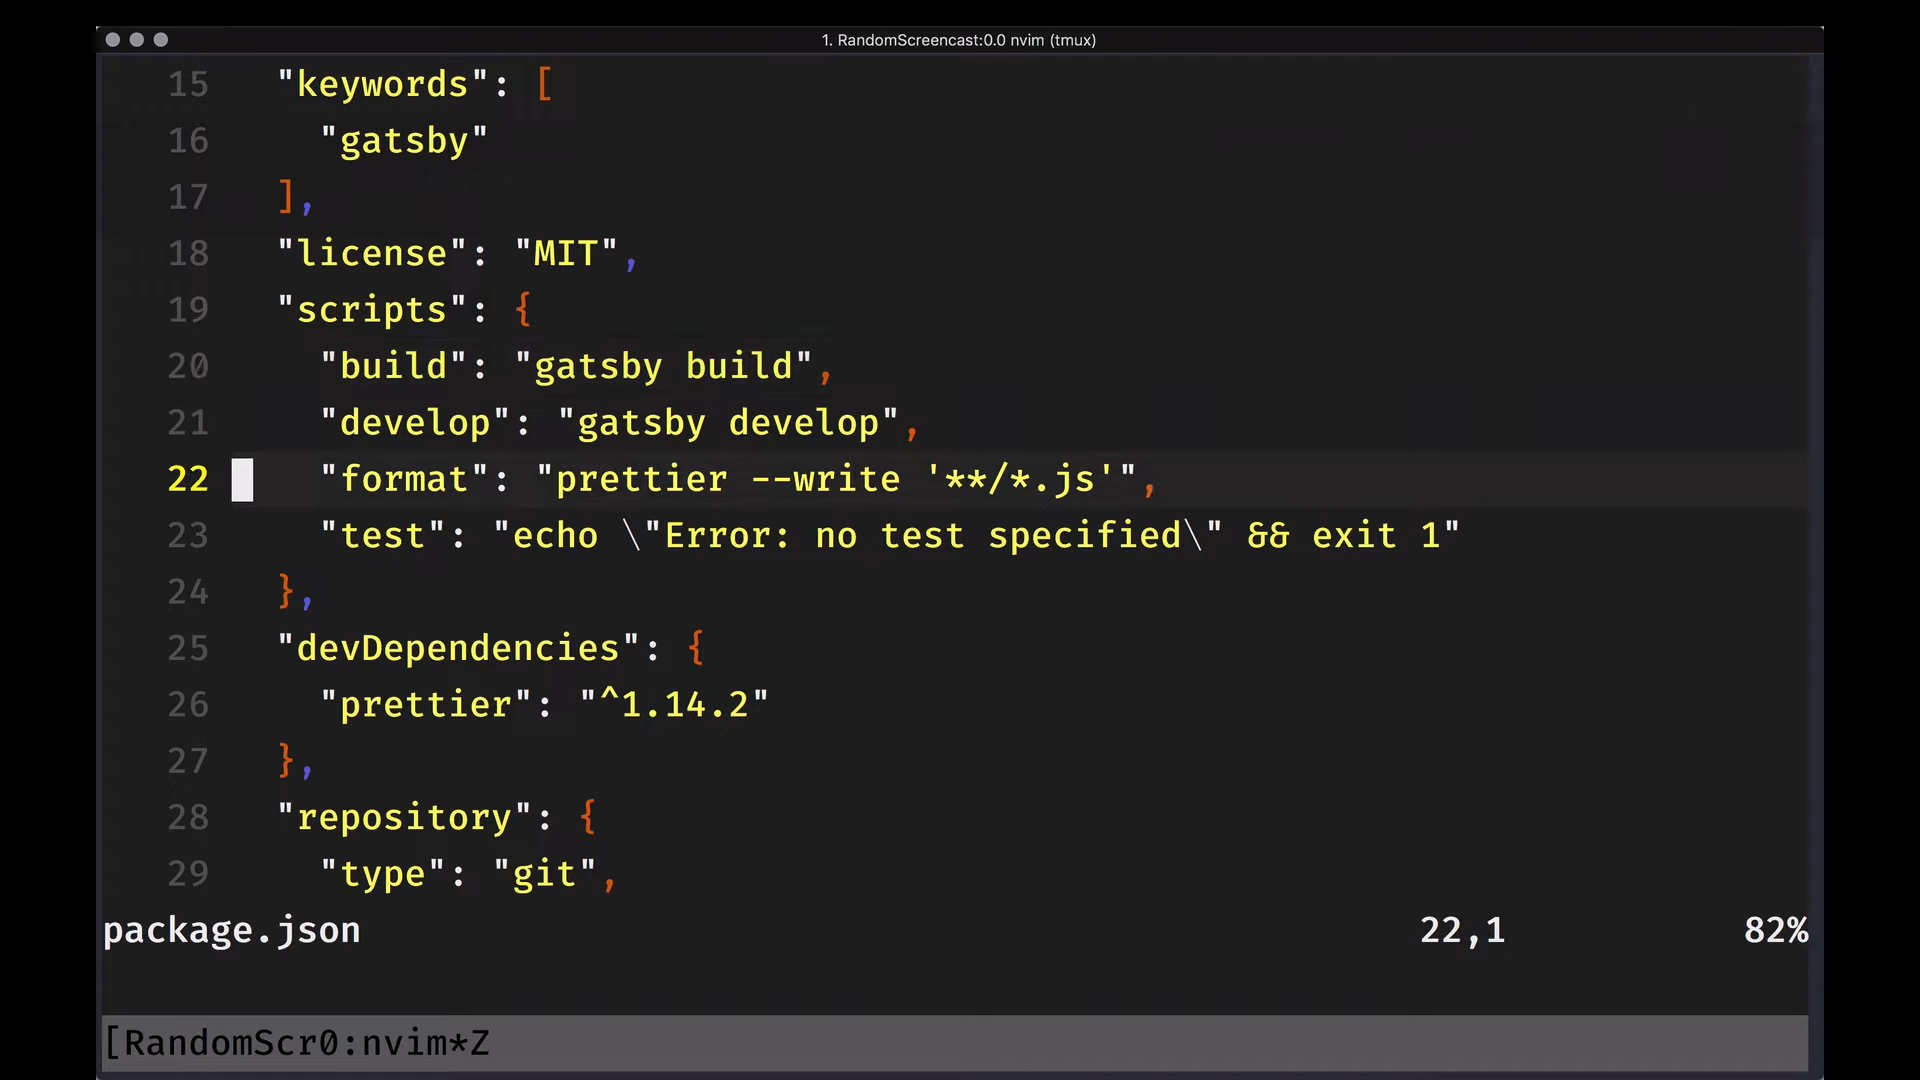 1. RandomScreencast:0.0 nvim (tmux)
15 "keywords": [
16 "gatsby"
17 ],
18 "license": "MIT",
19 "scripts": {
20 "build": "gatsby build",
21 "develop": "gatsby develop",
22 "format": "prettier --write '**/*.js'",
23 "test": "echo \"Error: no test specified\" && exit 1"
24 },
25 "devDependencies": {
26 "prettier": "^1.14.2"
27 },
28 "repository": {
29 "type": "git",
package.json 22,1 82%
[RandomScr0:nvim*Z